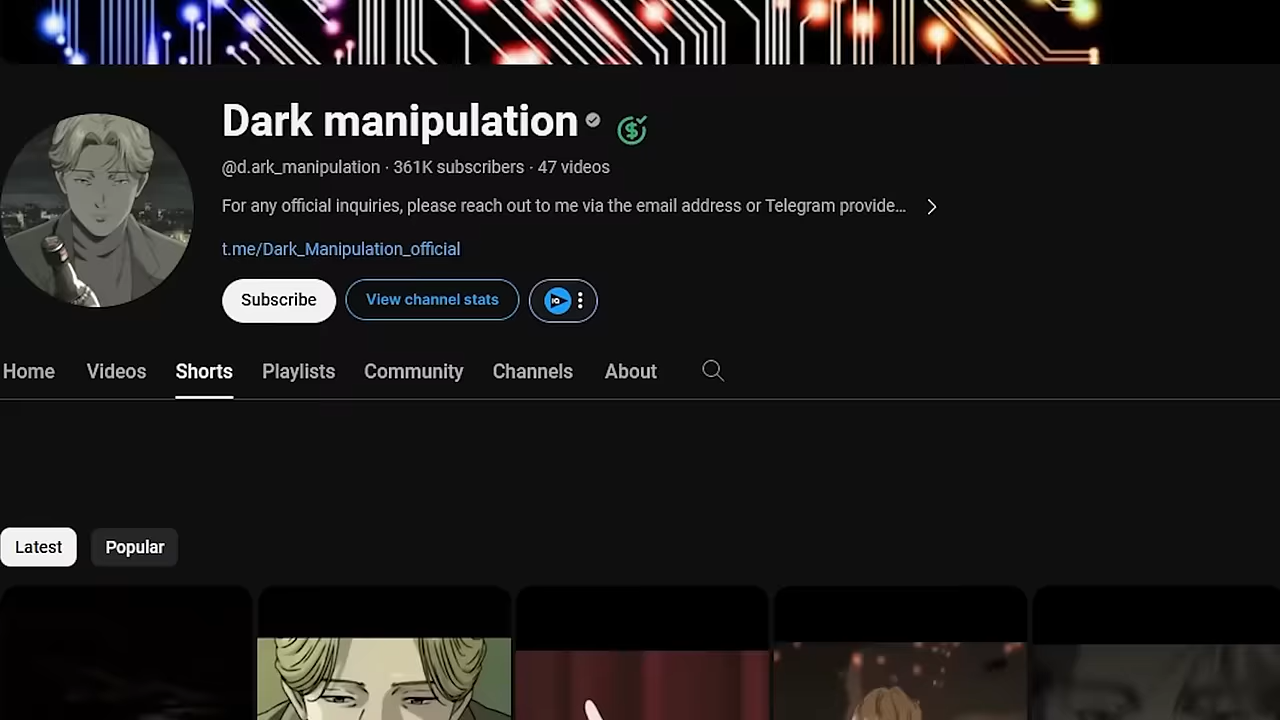 Dark manipulation
@d.ark_manipulation · 361K subscribers · 47 videos
For any official inquiries, please reach out to me via the email address or Telegram provide...
t.me/Dark_Manipulation_official
Subscribe
View channel stats
Home
Videos
Shorts
Playlists
Community
Channels
About
Latest
Popular